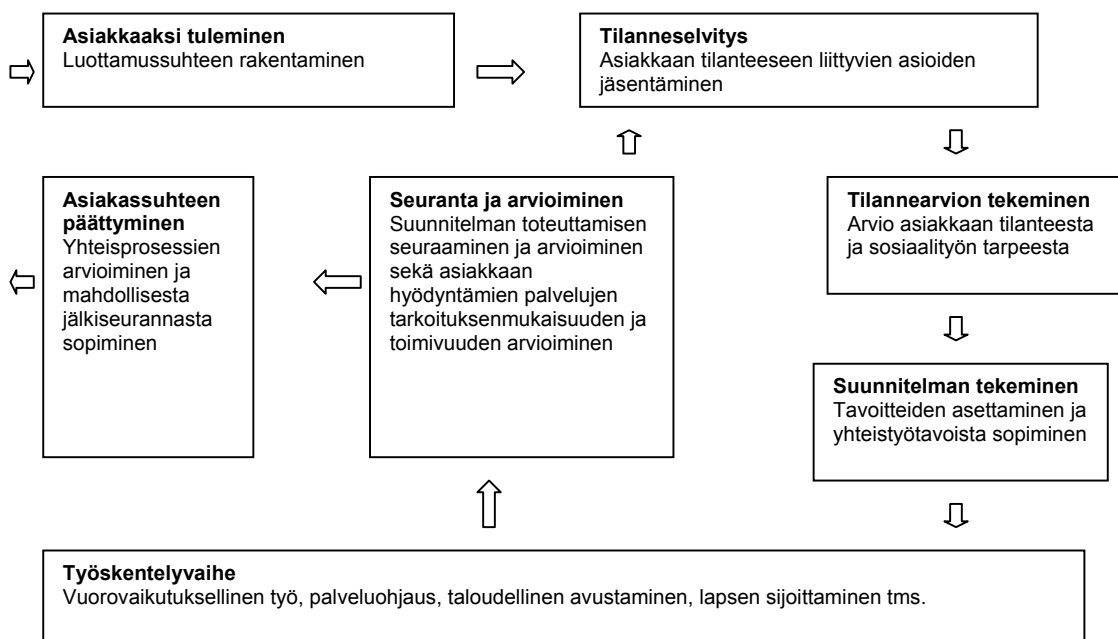 Asiakkaaksi tuleminen
Luottamussuhteen rakentaminen
Tilanneselvitys
Asiakkaan tilanteeseen liittyvien asioiden
jäsentäminen
Asiakassuhteen
päättyminen
Yhteisprosessien
arvioiminen ja
mahdollisesta
jälkiseurannasta
sopiminen
Seuranta ja arvioiminen
Suunnitelman toteuttamisen
seuraaminen ja arvioiminen
sekä asiakkaan
hyödyntämien palvelujen
tarkoituksenmukaisuuden ja
toimivuuden arvioiminen
Tilannearvion tekeminen
Arvio asiakkaan tilanteesta
ja sosiaalityön tarpeesta
Suunnitelman tekeminen
Tavoitteiden asettaminen ja
yhteistyötavoista sopiminen
Työskentelyvaihe
Vuorovaikutuksellinen työ, palveluohjaus, taloudellinen avustaminen, lapsen sijoittaminen tms.